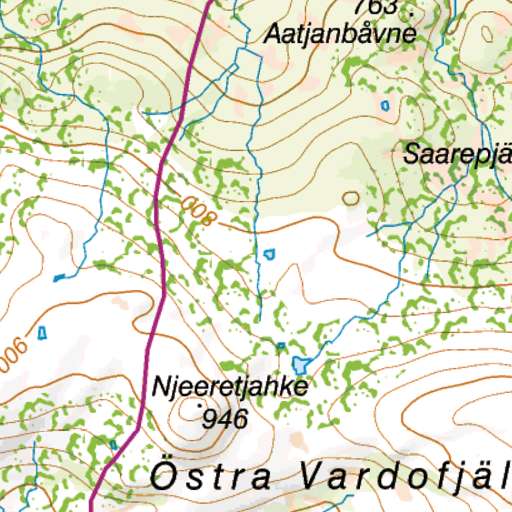 763
Aatjanbåvne
Saarepjä
800
900
Njeeretjahke
946
Östra Vardofjäl